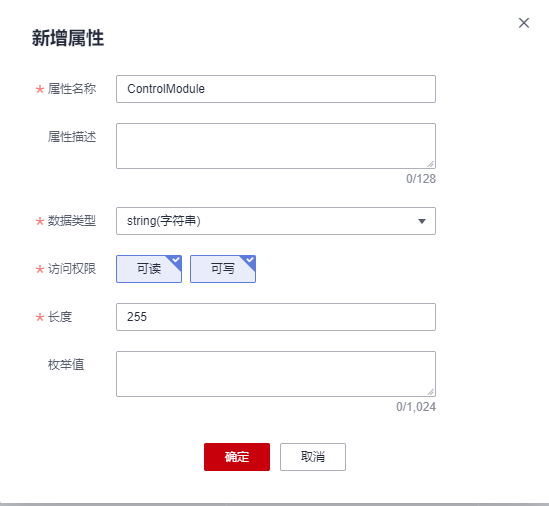 新增属性
* 属性名称 ControlModule
属性描述
0/128
* 数据类型 string(字符串)
* 访问权限 可读 可写
* 长度 255
枚举值
0/1,024
确定 取消